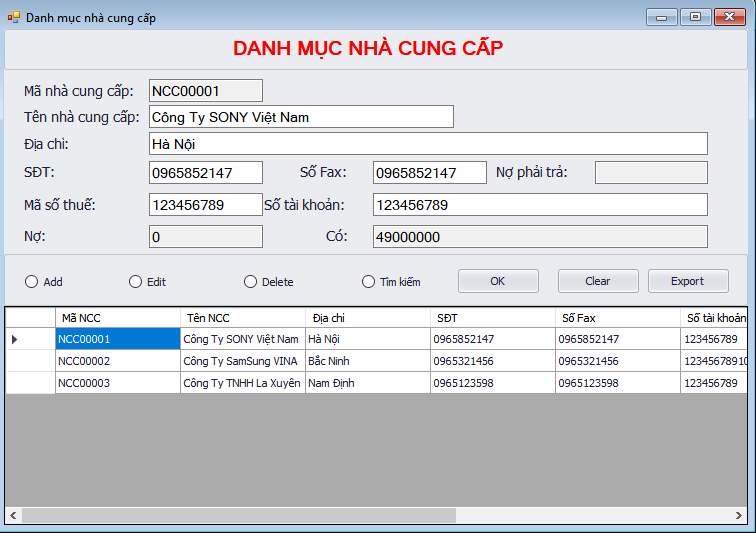 Danh mục nhà cung cấp
DANH MỤC NHÀ CUNG CẤP
Mã nhà cung cấp: NCC00001
Tên nhà cung cấp: Công Ty SONY Việt Nam
Địa chỉ: Hà Nội
SĐT: 0965852147 Số Fax: 0965852147 Nợ phải trả:
Mã số thuế: 123456789 Số tài khoản: 123456789
Nợ: 0 Có: 49000000
Add Edit Delete Tìm kiếm OK Clear Export
Mã NCC Tên NCC Địa chỉ SĐT Số Fax Số tài khoản
NCC00001 Công Ty SONY Việt Nam Hà Nội 0965852147 0965852147 123456789
NCC00002 Công Ty SamSung VINA Bắc Ninh 0965321456 0965321456 12345678910
NCC00003 Công Ty TNHH La Xuyên Nam Định 0965123598 0965123598 123456789